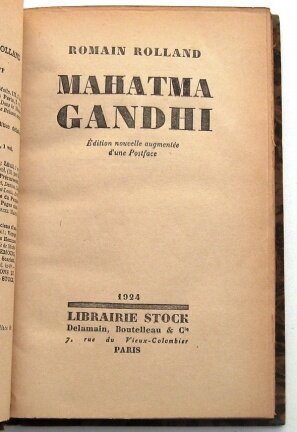 ROMAIN ROLLAND
MAHATMA
GANDHI
Édition nouvelle augmentée
d'une Postface
1924
LIBRAIRIE STOCK
Delamain, Boutelleau & Cie
7, rue du Vieux-Colombier
PARIS